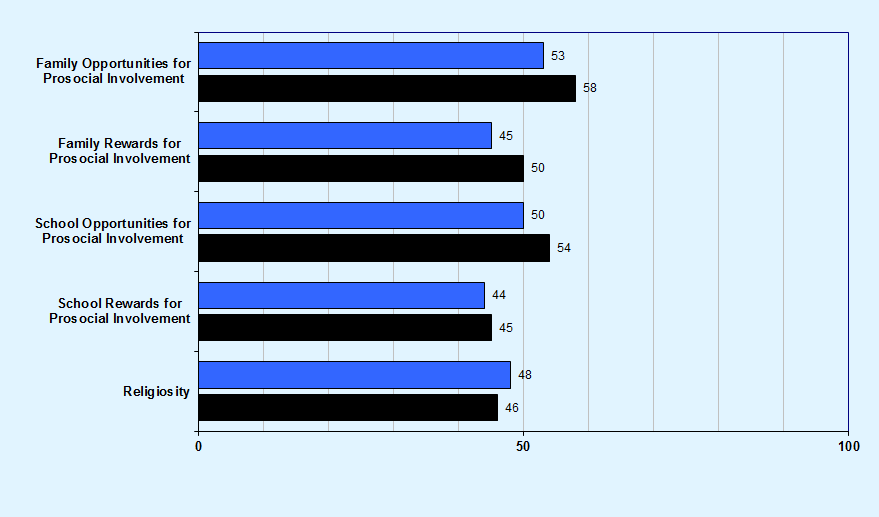 Family Opportunities for
Prosocial Involvement
53
58
Family Rewards for
Prosocial Involvement
45
50
School Opportunities for
Prosocial Involvement
50
54
School Rewards for
Prosocial Involvement
44
45
Religiosity
48
46
0
50
100